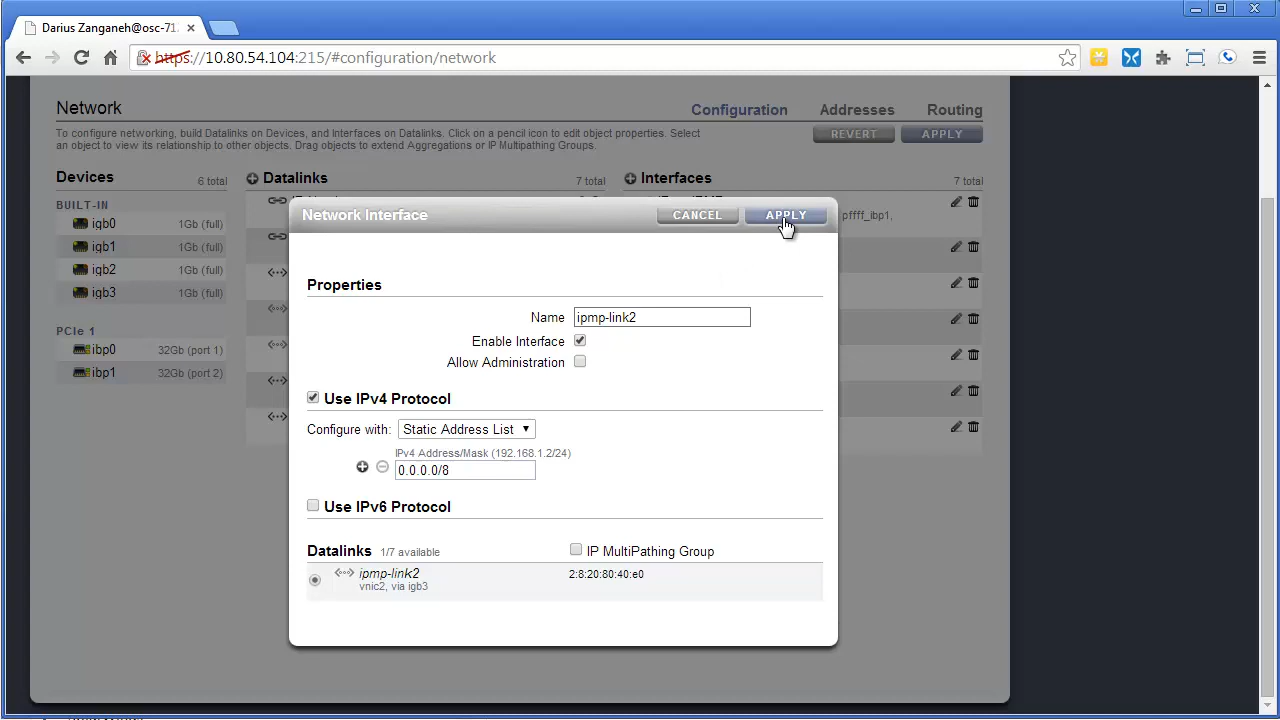 Darius Zanganeh@osc-71
https://10.80.54.104:215/#configuration/network
Network
Configuration Addresses Routing
To configure networking, build Datalinks on Devices, and Interfaces on Datalinks. Click on a pencil icon to edit object properties. Select
an object to view its relationship to other objects. Drag objects to extend Aggregations or IP Multipathing Groups.
REVERT APPLY
Devices 6 total
Datalinks 7 total
Interfaces 7 total
BUILT-IN
igb0 1Gb (full)
igb1 1Gb (full)
igb2 1Gb (full)
igb3 1Gb (full)
PCIe 1
ibp0 32Gb (port 1)
ibp1 32Gb (port 2)
pffff_ibp1,
Network Interface
CANCEL APPLY
Properties
Name ipmp-link2
Enable Interface
Allow Administration
Use IPv4 Protocol
Configure with: Static Address List
IPv4 Address/Mask (192.168.1.2/24)
0.0.0.0/8
Use IPv6 Protocol
Datalinks 1/7 available
IP MultiPathing Group
ipmp-link2 2:8:20:80:40:e0
vnic2, via igb3